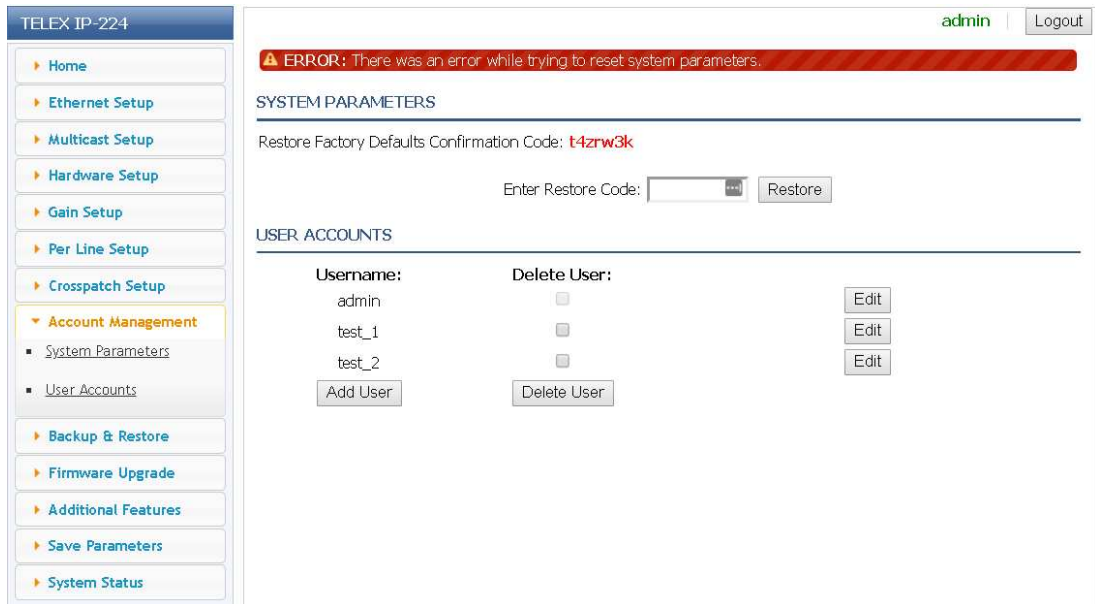 TELEX IP-224
admin
Logout
Home
Ethernet Setup
Multicast Setup
Hardware Setup
Gain Setup
Per Line Setup
Crosspatch Setup
Account Management
System Parameters
User Accounts
Backup & Restore
Firmware Upgrade
Additional Features
Save Parameters
System Status
ERROR: There was an error while trying to reset system parameters.
SYSTEM PARAMETERS
Restore Factory Defaults Confirmation Code: t4zrw3k
Enter Restore Code: Restore
USER ACCOUNTS
Username: Delete User:
admin Edit
test_1 Edit
test_2 Edit
Add User Delete User